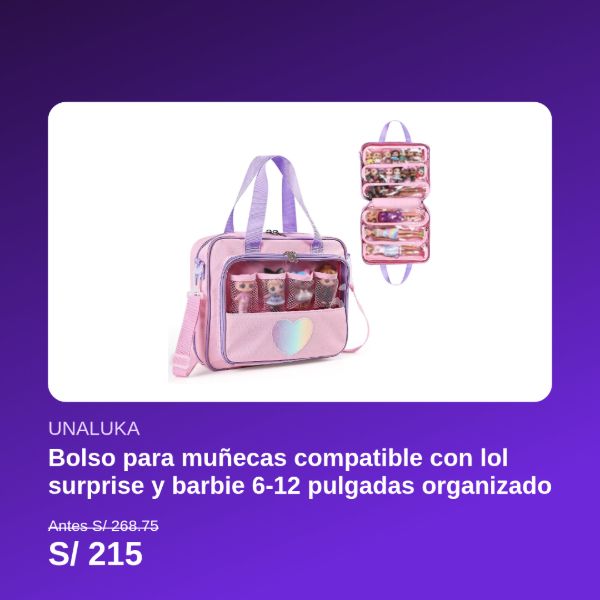 UNALUKA
Bolso para muñecas compatible con lol
surprise y barbie 6-12 pulgadas organizado
Antes S/ 268.75
S/ 215